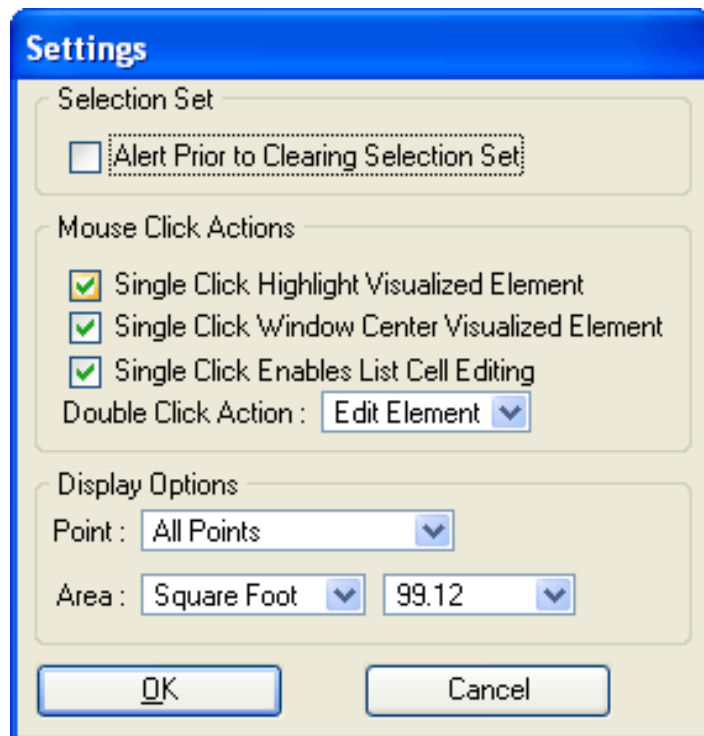 Settings
Selection Set
Alert Prior to Clearing Selection Set
Mouse Click Actions
Single Click Highlight Visualized Element
Single Click Window Center Visualized Element
Single Click Enables List Cell Editing
Double Click Action : Edit Element
Display Options
Point : All Points
Area : Square Foot 99.12
OK Cancel